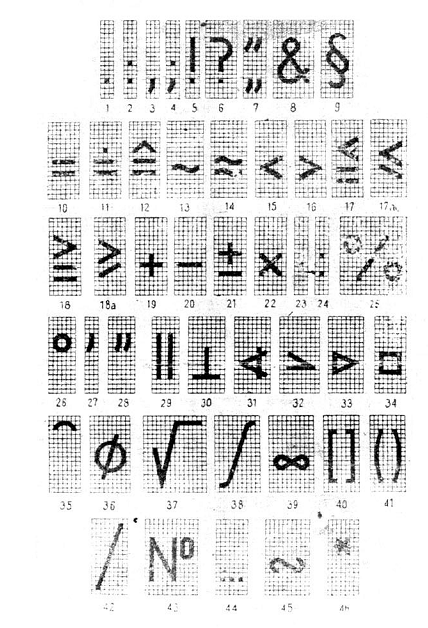 . : , ; ! ? „ ” & §
1 2 3 4 5 6 7 8 9
= ≐ ≙ ~ ≈ < > ≦ ⩽
10 11 12 13 14 15 16 17 17a
≧ ⩾ + − ± × · : %
18 18a 19 20 21 22 23 24 25
° ′ ″ ∥ ⊥ ∢ ∠ ▷ □
26 27 28 29 30 31 32 33 34
⌒ ϕ √ ∫ ∞ [ ] ( )
35 36 37 38 39 40 41
/ № ... ~ *
42 43 44 45 46